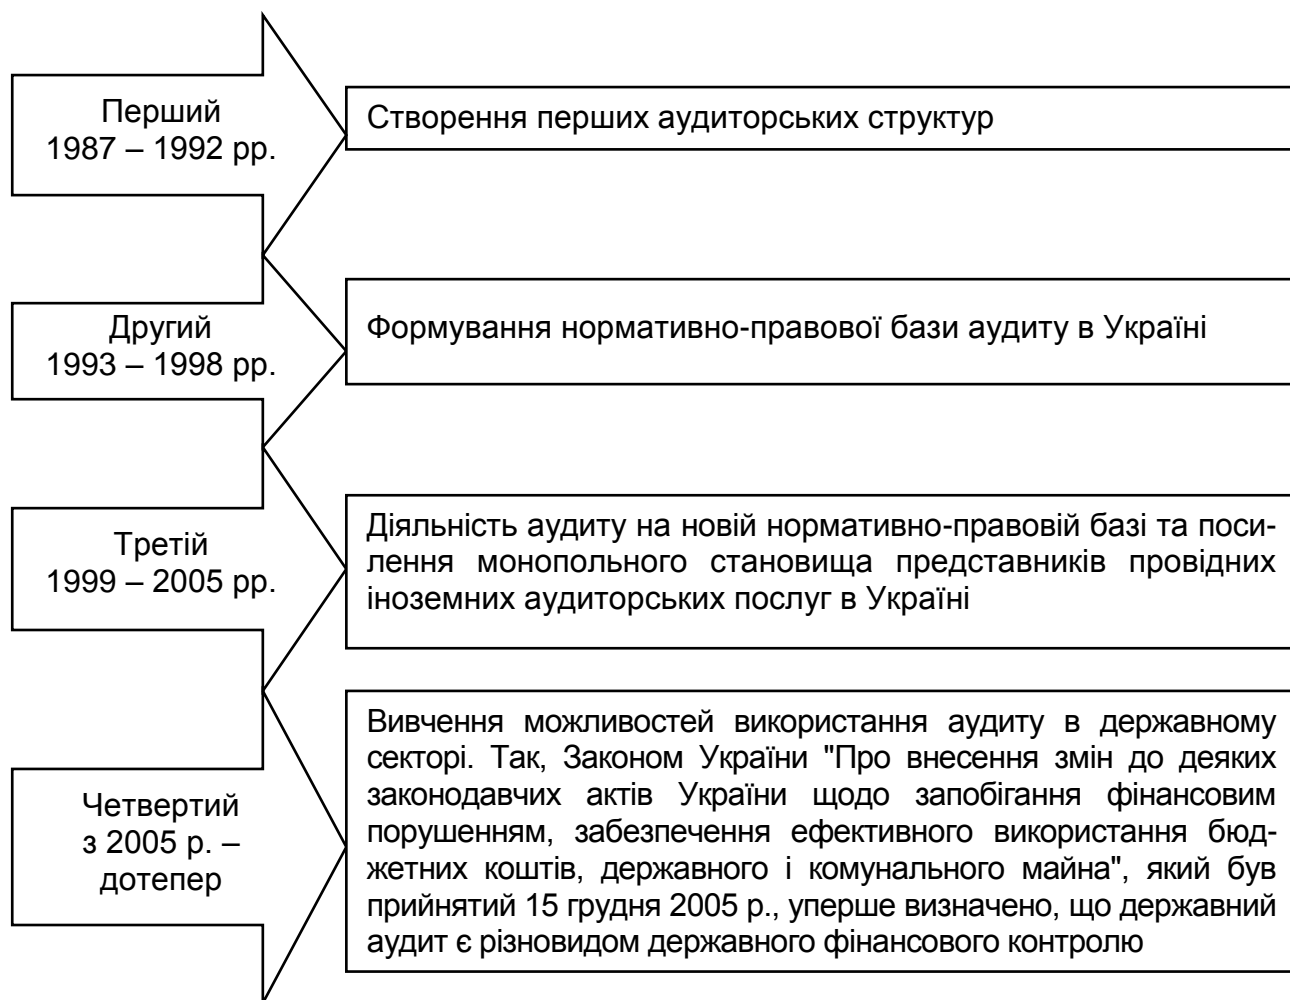 Перший
1987 – 1992 рр.
Створення перших аудиторських структур
Другий
1993 – 1998 рр.
Формування нормативно-правової бази аудиту в Україні
Третій
1999 – 2005 рр.
Діяльність аудиту на новій нормативно-правовій базі та поси-
лення монопольного становища представників провідних
іноземних аудиторських послуг в Україні
Четвертий
з 2005 р. –
дотепер
Вивчення можливостей використання аудиту в державному
секторі. Так, Законом України "Про внесення змін до деяких
законодавчих актів України щодо запобігання фінансовим
порушенням, забезпечення ефективного використання бюд-
жетних коштів, державного і комунального майна", який був
прийнятий 15 грудня 2005 р., уперше визначено, що державний
аудит є різновидом державного фінансового контролю